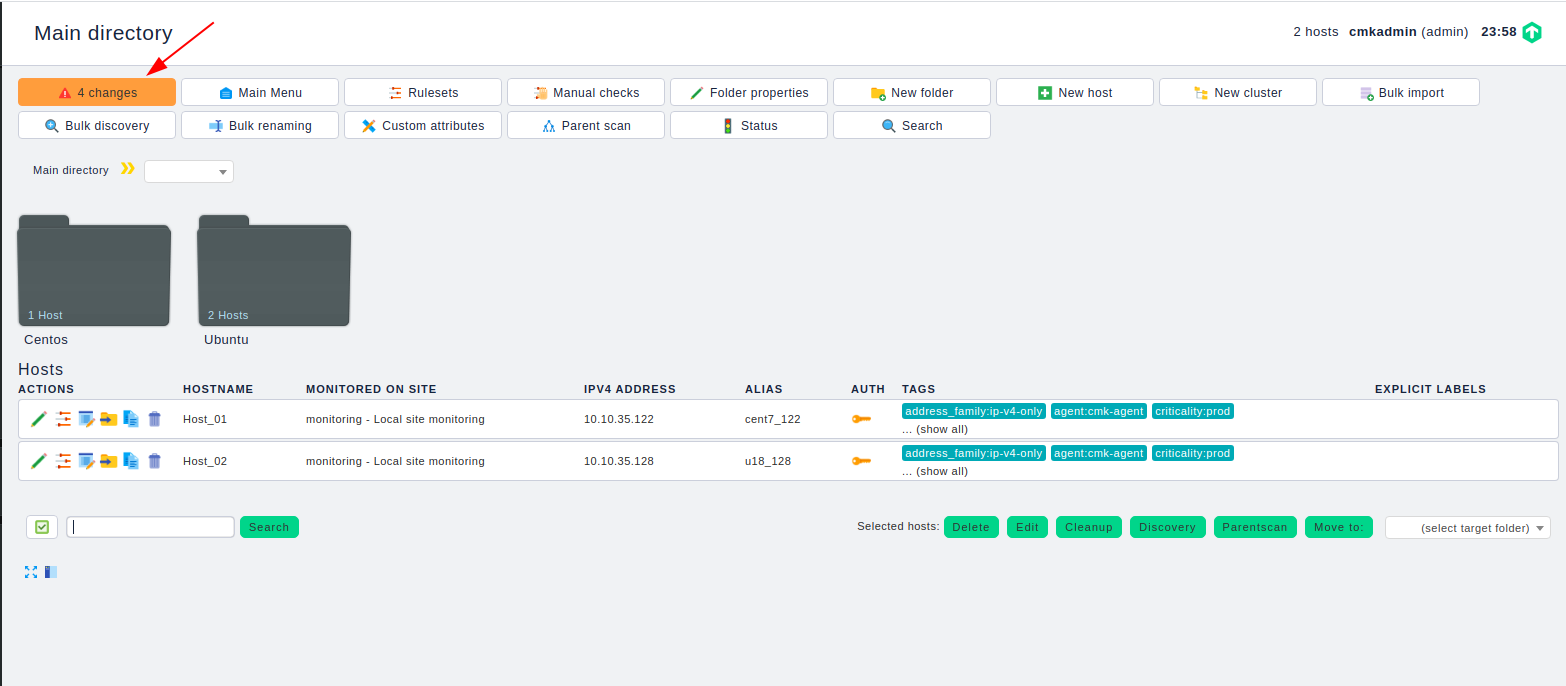 Main directory
2 hosts cmkadmin (admin) 23:58
4 changes Main Menu Rulesets Manual checks Folder properties New folder New host New cluster Bulk import
Bulk discovery Bulk renaming Custom attributes Parent scan Status Search
Main directory
1 Host
2 Hosts
Centos
Ubuntu
Hosts
ACTIONS HOSTNAME MONITORED ON SITE IPV4 ADDRESS ALIAS AUTH TAGS EXPLICIT LABELS
Host_01 monitoring - Local site monitoring 10.10.35.122 cent7_122 address_family:ip-v4-only agent:cmk-agent criticality:prod
... (show all)
Host_02 monitoring - Local site monitoring 10.10.35.128 u18_128 address_family:ip-v4-only agent:cmk-agent criticality:prod
... (show all)
Search Selected hosts: Delete Edit Cleanup Discovery Parentscan Move to: (select target folder)